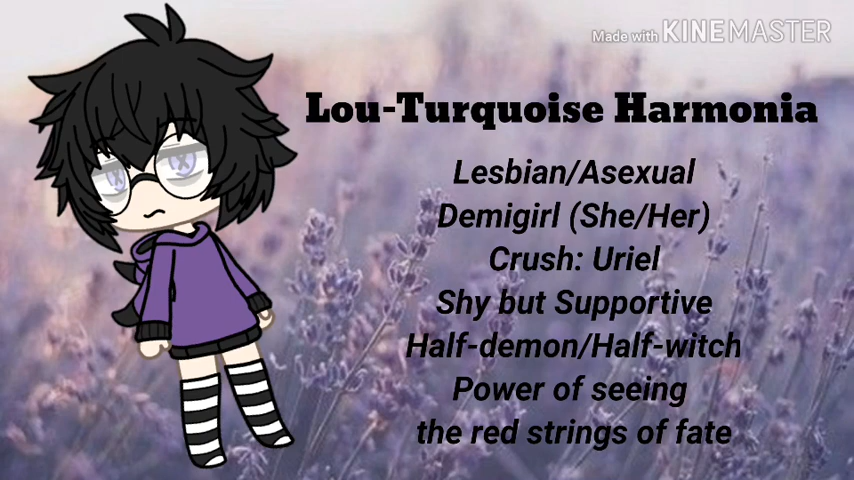 Made with KINEMASTER
Lou-Turquoise Harmonia
Lesbian/Asexual
Demigirl (She/Her)
Crush: Uriel
Shy but Supportive
Half-demon/Half-witch
Power of seeing
the red strings of fate